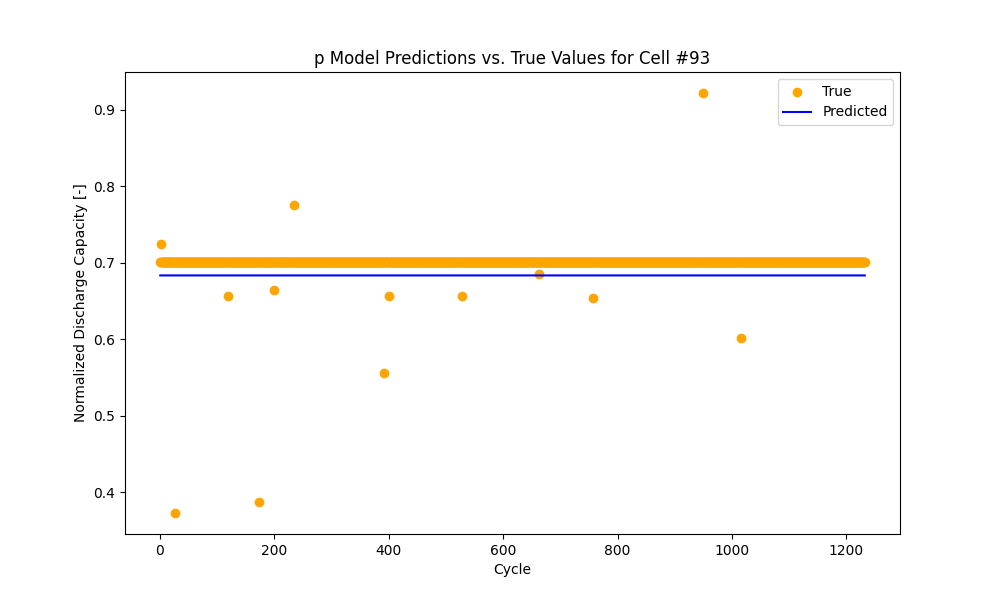 p Model Predictions vs. True Values for Cell #93
True
Predicted
Normalized Discharge Capacity [-]
0.9
0.8
0.7
0.6
0.5
0.4
0
200
400
600
800
1000
1200
Cycle